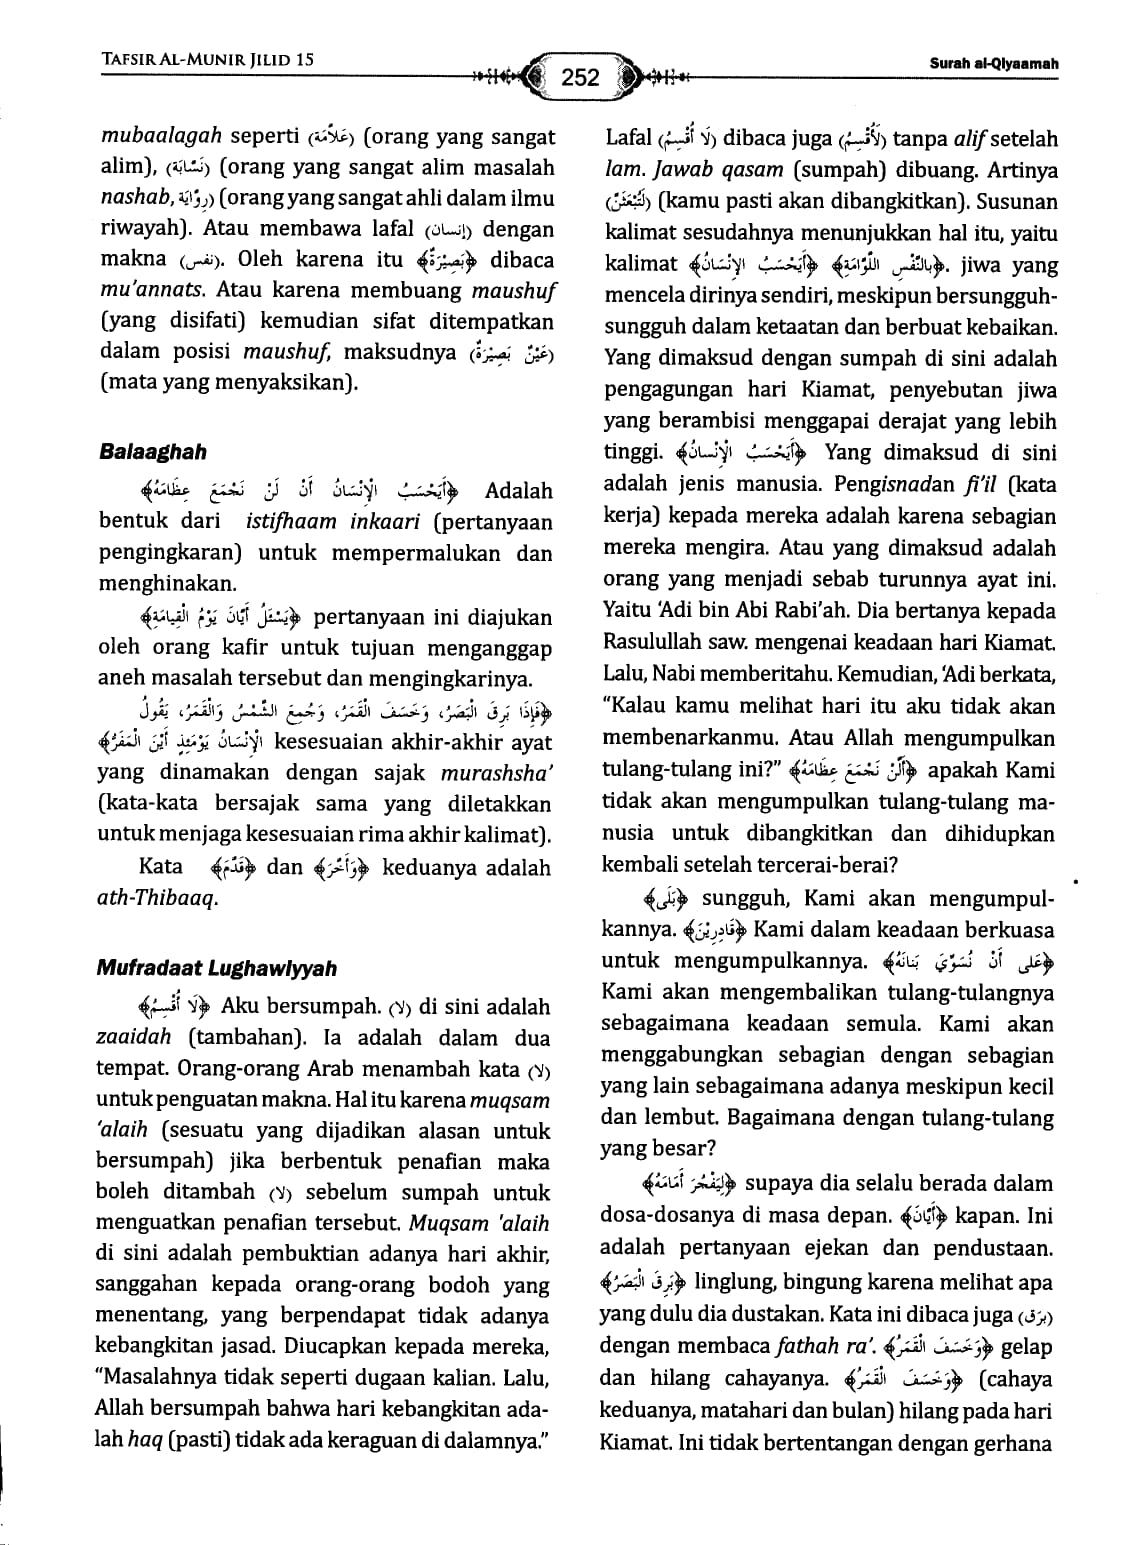 TAFSIR AL-MUNIR JILID 15
252
Surah al-Qiyaamah
mubaalagah seperti (عَلاَّمَة) (orang yang sangat
alim), (نَسَّابَة) (orang yang sangat alim masalah
nashab, (رِوَّايَة) (orang yang sangat ahli dalam ilmu
riwayah). Atau membawa lafal (إنسان) dengan
makna (نفس). Oleh karena itu ﴿بَصِيْرَةٌ﴾ dibaca
mu’annats. Atau karena membuang maushuf
(yang disifati) kemudian sifat ditempatkan
dalam posisi maushuf, maksudnya (عَيْنٌ بَصِيْرَةٌ)
(mata yang menyaksikan).
Balaaghah
﴿أَيَحْسَبُ الْإِنْسَانُ أَنْ لَنْ نَجْمَعَ عِظَامَهُ﴾ Adalah
bentuk dari istifhaam inkaari (pertanyaan
pengingkaran) untuk mempermalukan dan
menghinakan.
﴿يَسْئَلُ أَيَّانَ يَوْمُ الْقِيَامَةِ﴾ pertanyaan ini diajukan
oleh orang kafir untuk tujuan menganggap
aneh masalah tersebut dan mengingkarinya.
﴿فَإِذَا بَرِقَ الْبَصَرُ، وَخَسَفَ الْقَمَرُ، وَجُمِعَ الشَّمْسُ وَالْقَمَرُ، يَقُولُ
الْإِنْسَانُ يَوْمَئِذٍ أَيْنَ الْمَفَرُّ﴾ kesesuaian akhir-akhir ayat
yang dinamakan dengan sajak murashsha’
(kata-kata bersajak sama yang diletakkan
untuk menjaga kesesuaian rima akhir kalimat).
Kata ﴿قَدَّمَ﴾ dan ﴿وَأَخَّرَ﴾ keduanya adalah
ath-Thibaaq.
Mufradaat Lughawiyyah
﴿لَا أُقْسِمُ﴾ Aku bersumpah. (لا) di sini adalah
zaaidah (tambahan). Ia adalah dalam dua
tempat. Orang-orang Arab menambah kata (لا)
untuk penguatan makna. Hal itu karena muqsam
'alaih (sesuatu yang dijadikan alasan untuk
bersumpah) jika berbentuk penafian maka
boleh ditambah (لا) sebelum sumpah untuk
menguatkan penafian tersebut. Muqsam 'alaih
di sini adalah pembuktian adanya hari akhir,
sanggahan kepada orang-orang bodoh yang
menentang, yang berpendapat tidak adanya
kebangkitan jasad. Diucapkan kepada mereka,
“Masalahnya tidak seperti dugaan kalian. Lalu,
Allah bersumpah bahwa hari kebangkitan ada-
lah haq (pasti) tidak ada keraguan di dalamnya.”
Lafal (لَا أُقْسِمُ) dibaca juga (لَأُقْسِمُ) tanpa alif setelah
lam. Jawab qasam (sumpah) dibuang. Artinya
(لَتُبْعَثَنَّ) (kamu pasti akan dibangkitkan). Susunan
kalimat sesudahnya menunjukkan hal itu, yaitu
kalimat ﴿أَيَحْسَبُ الْإِنْسَانُ﴾ ﴿بِالنَّفْسِ اللَّوَّامَةِ﴾. jiwa yang
mencela dirinya sendiri, meskipun bersungguh-
sungguh dalam ketaatan dan berbuat kebaikan.
Yang dimaksud dengan sumpah di sini adalah
pengagungan hari Kiamat, penyebutan jiwa
yang berambisi menggapai derajat yang lebih
tinggi. ﴿أَيَحْسَبُ الْإِنْسَانُ﴾ Yang dimaksud di sini
adalah jenis manusia. Pengisnadan fi’il (kata
kerja) kepada mereka adalah karena sebagian
mereka mengira. Atau yang dimaksud adalah
orang yang menjadi sebab turunnya ayat ini.
Yaitu ‘Adi bin Abi Rabi’ah. Dia bertanya kepada
Rasulullah saw. mengenai keadaan hari Kiamat.
Lalu, Nabi memberitahu. Kemudian, ‘Adi berkata,
“Kalau kamu melihat hari itu aku tidak akan
membenarkanmu. Atau Allah mengumpulkan
tulang-tulang ini?” ﴿أَلَّنْ نَجْمَعَ عِظَامَهُ﴾ apakah Kami
tidak akan mengumpulkan tulang-tulang ma-
nusia untuk dibangkitkan dan dihidupkan
kembali setelah tercerai-berai?
﴿بَلَى﴾ sungguh, Kami akan mengumpul-
kannya. ﴿قَادِرِيْنَ﴾ Kami dalam keadaan berkuasa
untuk mengumpulkannya. ﴿عَلَى أَنْ نُسَوِّيَ بَنَانَهُ﴾
Kami akan mengembalikan tulang-tulangnya
sebagaimana keadaan semula. Kami akan
menggabungkan sebagian dengan sebagian
yang lain sebagaimana adanya meskipun kecil
dan lembut. Bagaimana dengan tulang-tulang
yang besar?
﴿لِيَفْجُرَ أَمَامَهُ﴾ supaya dia selalu berada dalam
dosa-dosanya di masa depan. ﴿أَيَّانَ﴾ kapan. Ini
adalah pertanyaan ejekan dan pendustaan.
﴿بَرِقَ الْبَصَرُ﴾ linglung, bingung karena melihat apa
yang dulu dia dustakan. Kata ini dibaca juga (برَق)
dengan membaca fathah ra’. ﴿وَخَسَفَ الْقَمَرُ﴾ gelap
dan hilang cahayanya. ﴿وَخَسَفَ الْقَمَرُ﴾ (cahaya
keduanya, matahari dan bulan) hilang pada hari
Kiamat. Ini tidak bertentangan dengan gerhana